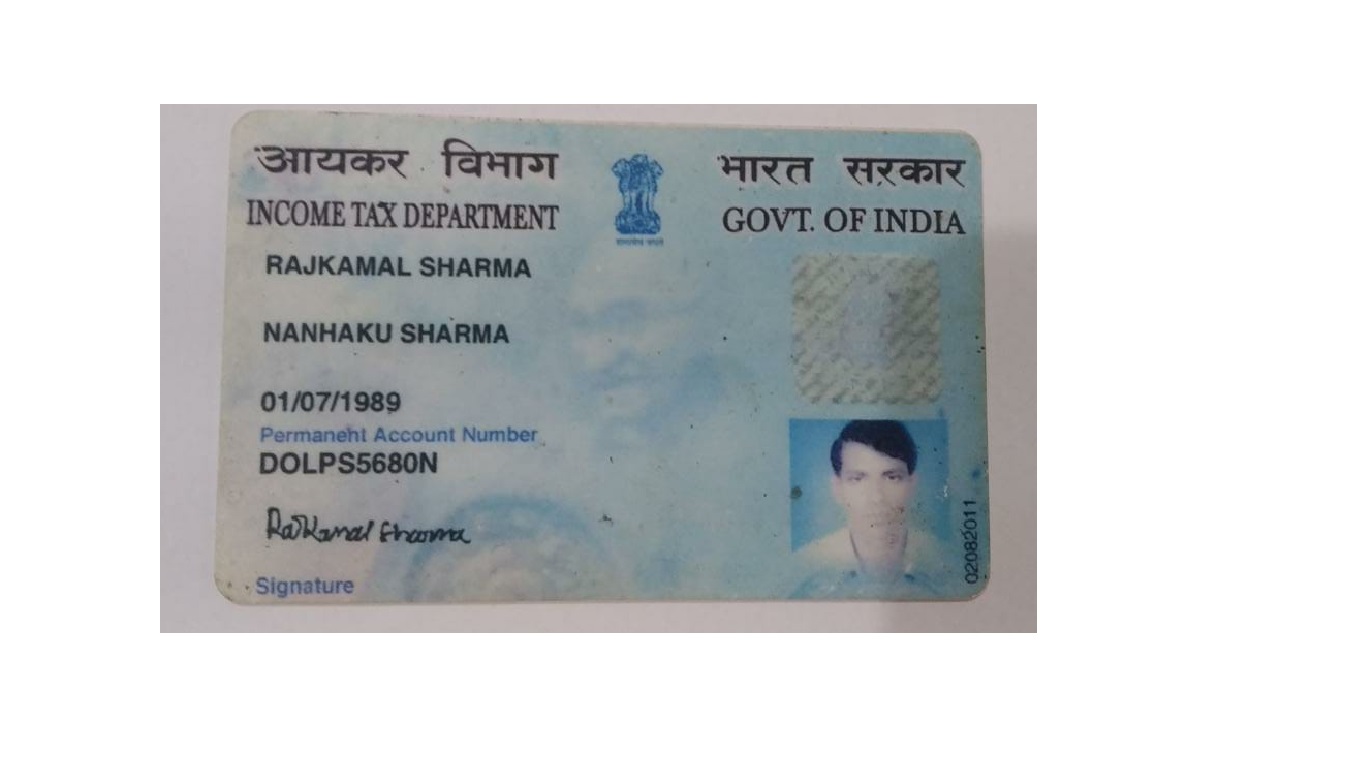 आयकर विभाग भारत सरकार
INCOME TAX DEPARTMENT GOVT. OF INDIA
RAJKAMAL SHARMA
NANHAKU SHARMA
01/07/1989
Permanent Account Number
DOLPS5680N
Rajkamal Sharma
Signature
02082011